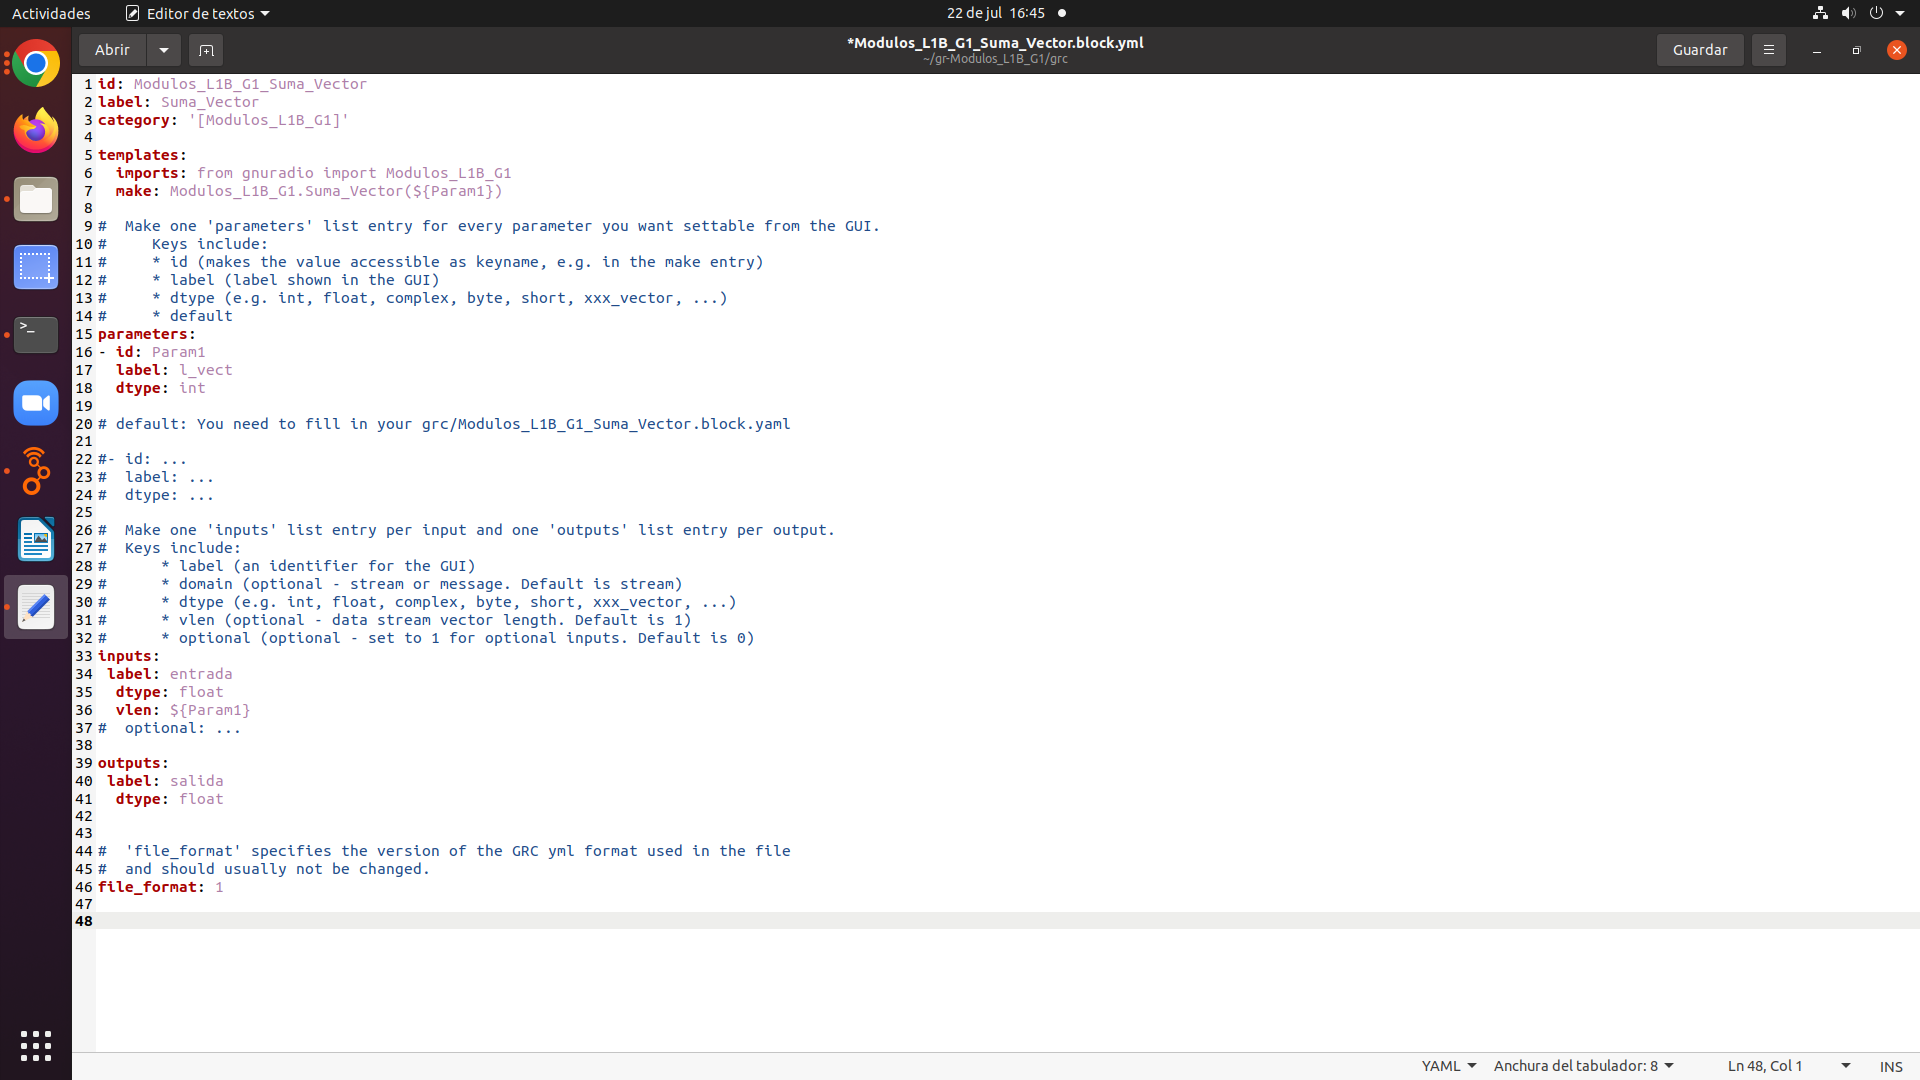 Actividades
Editor de textos
22 de jul 16:45
Abrir
*Modulos_L1B_G1_Suma_Vector.block.yml
~/gr-Modulos_L1B_G1/grc
Guardar
1 id: Modulos_L1B_G1_Suma_Vector
2 label: Suma_Vector
3 category: '[Modulos_L1B_G1]'
4
5 templates:
6   imports: from gnuradio import Modulos_L1B_G1
7   make: Modulos_L1B_G1.Suma_Vector(${Param1})
8
9 #  Make one 'parameters' list entry for every parameter you want settable from the GUI.
10 #     Keys include:
11 #     * id (makes the value accessible as keyname, e.g. in the make entry)
12 #     * label (label shown in the GUI)
13 #     * dtype (e.g. int, float, complex, byte, short, xxx_vector, ...)
14 #     * default
15 parameters:
16 - id: Param1
17   label: l_vect
18   dtype: int
19
20 # default: You need to fill in your grc/Modulos_L1B_G1_Suma_Vector.block.yaml
21
22 #- id: ...
23 #  label: ...
24 #  dtype: ...
25
26 #  Make one 'inputs' list entry per input and one 'outputs' list entry per output.
27 #  Keys include:
28 #      * label (an identifier for the GUI)
29 #      * domain (optional - stream or message. Default is stream)
30 #      * dtype (e.g. int, float, complex, byte, short, xxx_vector, ...)
31 #      * vlen (optional - data stream vector length. Default is 1)
32 #      * optional (optional - set to 1 for optional inputs. Default is 0)
33 inputs:
34  label: entrada
35   dtype: float
36   vlen: ${Param1}
37 #  optional: ...
38
39 outputs:
40  label: salida
41   dtype: float
42
43
44 #  'file_format' specifies the version of the GRC yml format used in the file
45 #  and should usually not be changed.
46 file_format: 1
47
48
YAML
Anchura del tabulador: 8
Ln 48, Col 1
INS